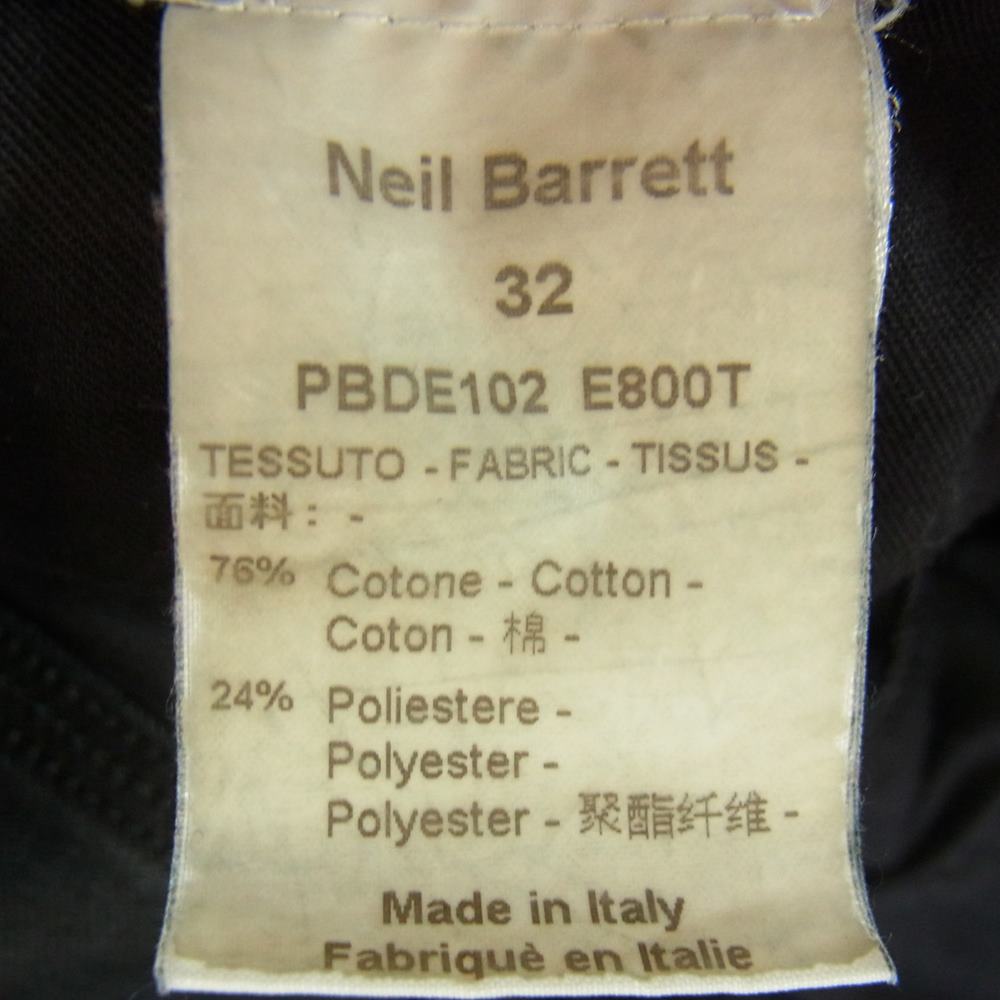 Neil Barrett
32
PBDE102 E800T
TESSUTO - FABRIC - TISSUS -
面料： -
76% Cotone - Cotton -
Coton - 棉 -
24% Poliestere -
Polyester -
Polyester - 聚酯纤维 -
Made in Italy
Fabriquè en Italie